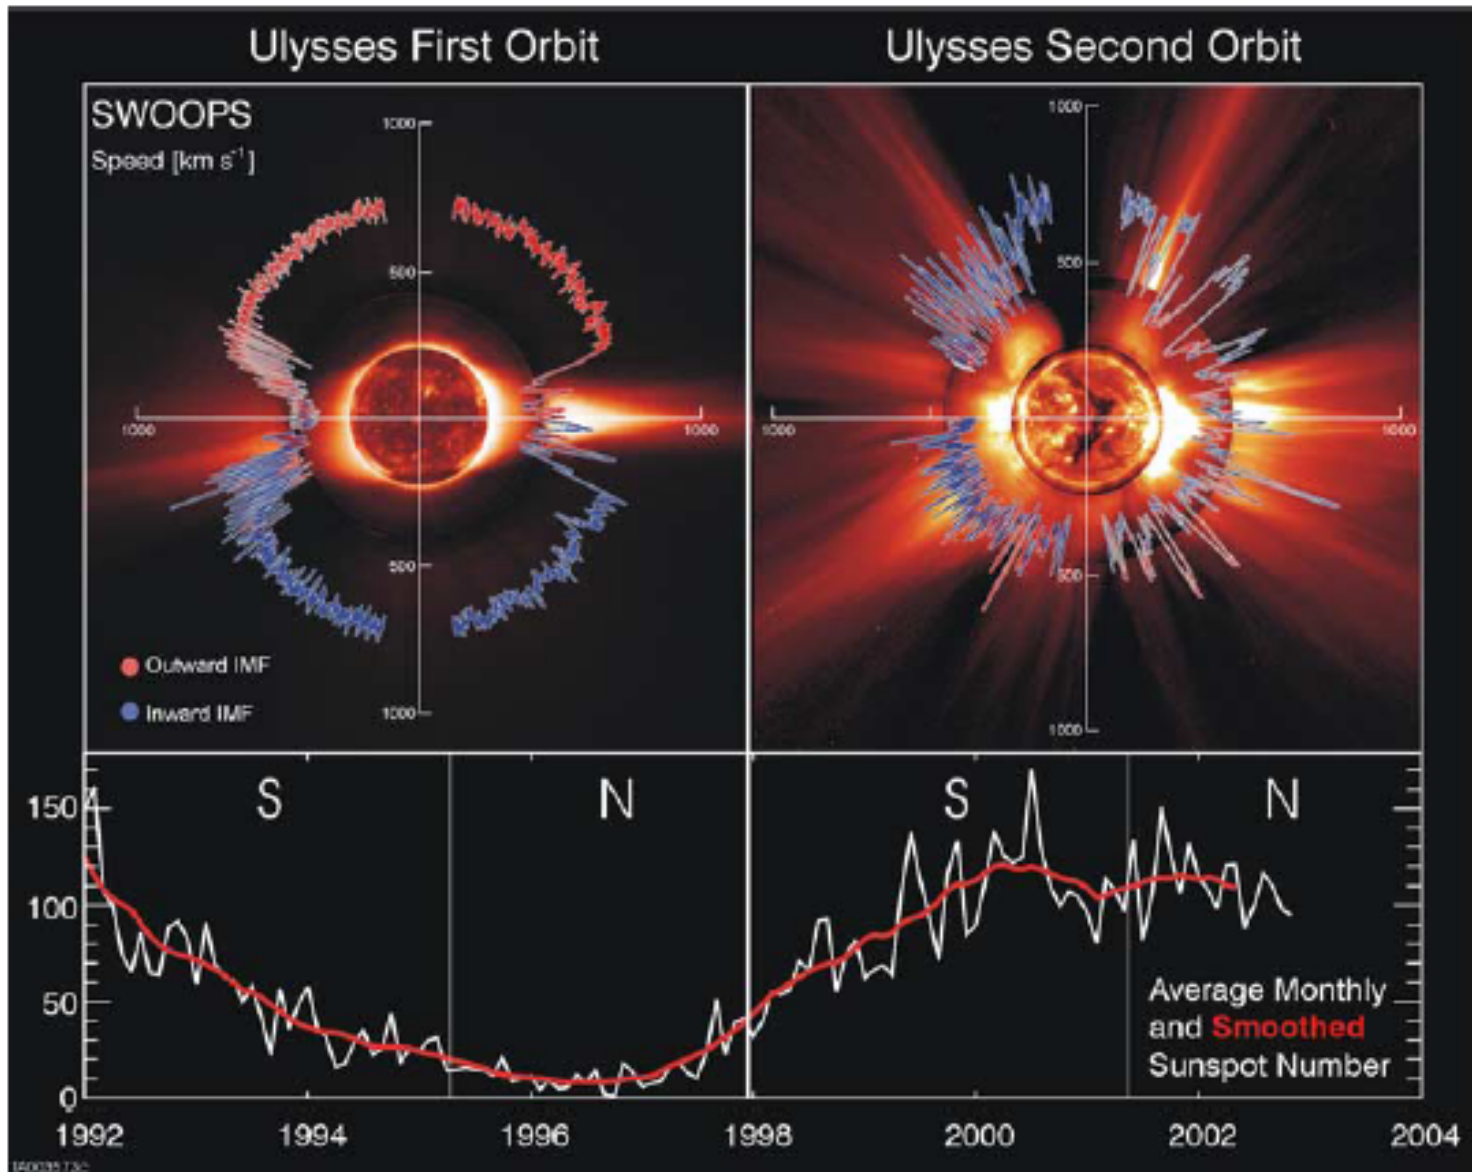 Ulysses First Orbit
Ulysses Second Orbit
SWOOPS
Speed [km s⁻¹]
1000
500
1000
1000
500
1000
Outward IMF
Inward IMF
1000
500
1000
1000
500
1000
S
N
S
N
150
100
50
0
Average Monthly
and Smoothed
Sunspot Number
1992
1994
1996
1998
2000
2002
2004